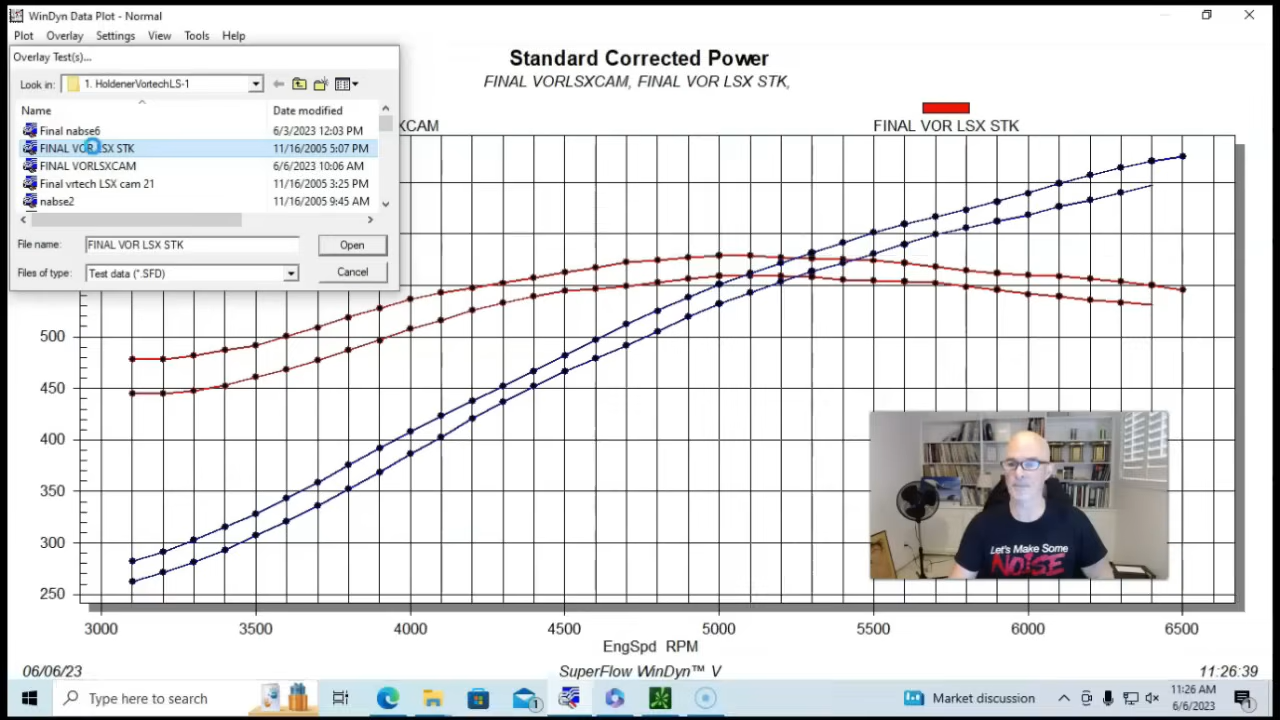 WinDyn Data Plot - Normal
Plot Overlay Settings View Tools Help
Overlay Test(s)...
Look in: 1. HoldenerVortechLS-1
Name Date modified
Final nabse6 6/3/2023 12:03 PM
FINAL VOR LSX STK 11/16/2005 5:07 PM
FINAL VORLSXCAM 6/6/2023 10:06 AM
Final vrtech LSX cam 21 11/16/2005 3:25 PM
nabse2 11/16/2005 9:45 AM
File name: FINAL VOR LSX STK Open
Files of type: Test data (*.SFD) Cancel
Standard Corrected Power
FINAL VORLSXCAM, FINAL VOR LSX STK,
XCAM
FINAL VOR LSX STK
500
450
400
350
300
250
3000 3500 4000 4500 5000 5500 6000 6500
EngSpd RPM
Let's Make Some
NOISE
06/06/23 SuperFlow WinDyn™ V 11:26:39
Type here to search
1
Market discussion
11:26 AM
6/6/2023
1